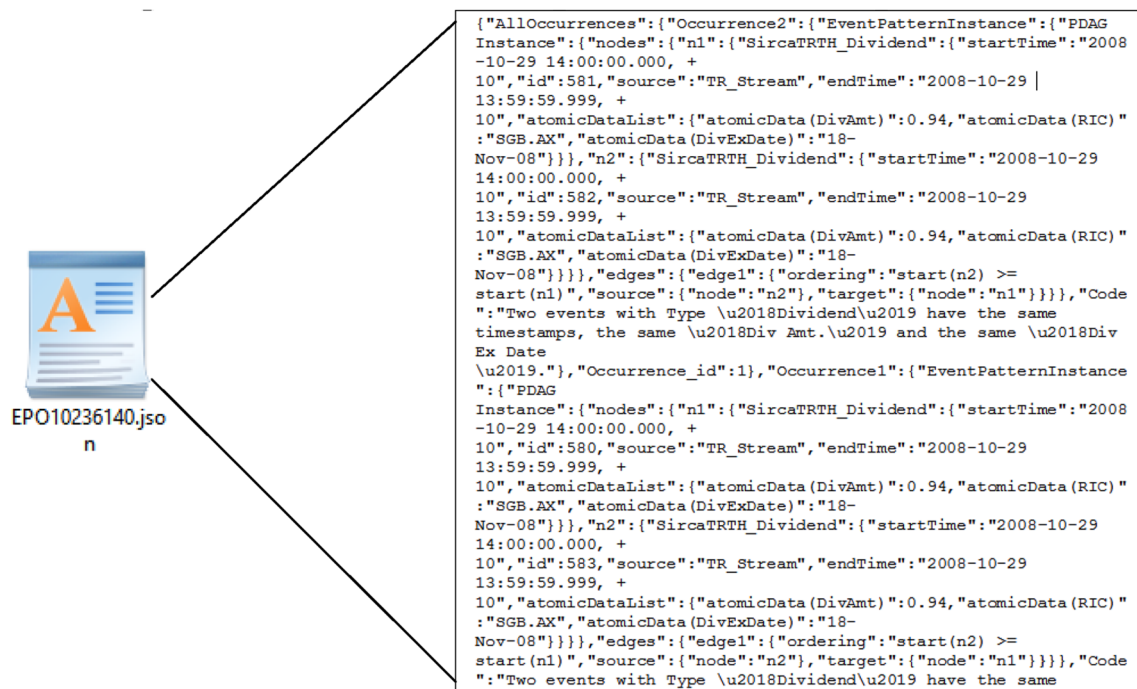 {"AllOccurrences":{"Occurrence2":{"EventPatternInstance":{"PDAG
Instance":{"nodes":{"n1":{"SircaTRTH_Dividend":{"startTime":"2008
-10-29 14:00:00.000, +
10","id":581,"source":"TR_Stream","endTime":"2008-10-29
13:59:59.999, +
10","atomicDataList":{"atomicData(DivAmt)":0.94,"atomicData(RIC)"
:"SGB.AX","atomicData(DivExDate)":"18-
Nov-08"}}},"n2":{"SircaTRTH_Dividend":{"startTime":"2008-10-29
14:00:00.000, +
10","id":582,"source":"TR_Stream","endTime":"2008-10-29
13:59:59.999, +
10","atomicDataList":{"atomicData(DivAmt)":0.94,"atomicData(RIC)"
:"SGB.AX","atomicData(DivExDate)":"18-
Nov-08"}}}},"edges":{"edge1":{"ordering":"start(n2) >=
start(n1)","source":{"node":"n2"},"target":{"node":"n1"}}}},"Code
":"Two events with Type \u2018Dividend\u2019 have the same
timestamps, the same \u2018Div Amt.\u2019 and the same \u2018Div
Ex Date
\u2019."},"Occurrence_id":1},"Occurrence1":{"EventPatternInstance
":{"PDAG
Instance":{"nodes":{"n1":{"SircaTRTH_Dividend":{"startTime":"2008
-10-29 14:00:00.000, +
10","id":580,"source":"TR_Stream","endTime":"2008-10-29
13:59:59.999, +
10","atomicDataList":{"atomicData(DivAmt)":0.94,"atomicData(RIC)"
:"SGB.AX","atomicData(DivExDate)":"18-
Nov-08"}}},"n2":{"SircaTRTH_Dividend":{"startTime":"2008-10-29
14:00:00.000, +
10","id":583,"source":"TR_Stream","endTime":"2008-10-29
13:59:59.999, +
10","atomicDataList":{"atomicData(DivAmt)":0.94,"atomicData(RIC)"
:"SGB.AX","atomicData(DivExDate)":"18-
Nov-08"}}}},"edges":{"edge1":{"ordering":"start(n2) >=
start(n1)","source":{"node":"n2"},"target":{"node":"n1"}}}},"Code
":"Two events with Type \u2018Dividend\u2019 have the same
A
EPO10236140.jso
n